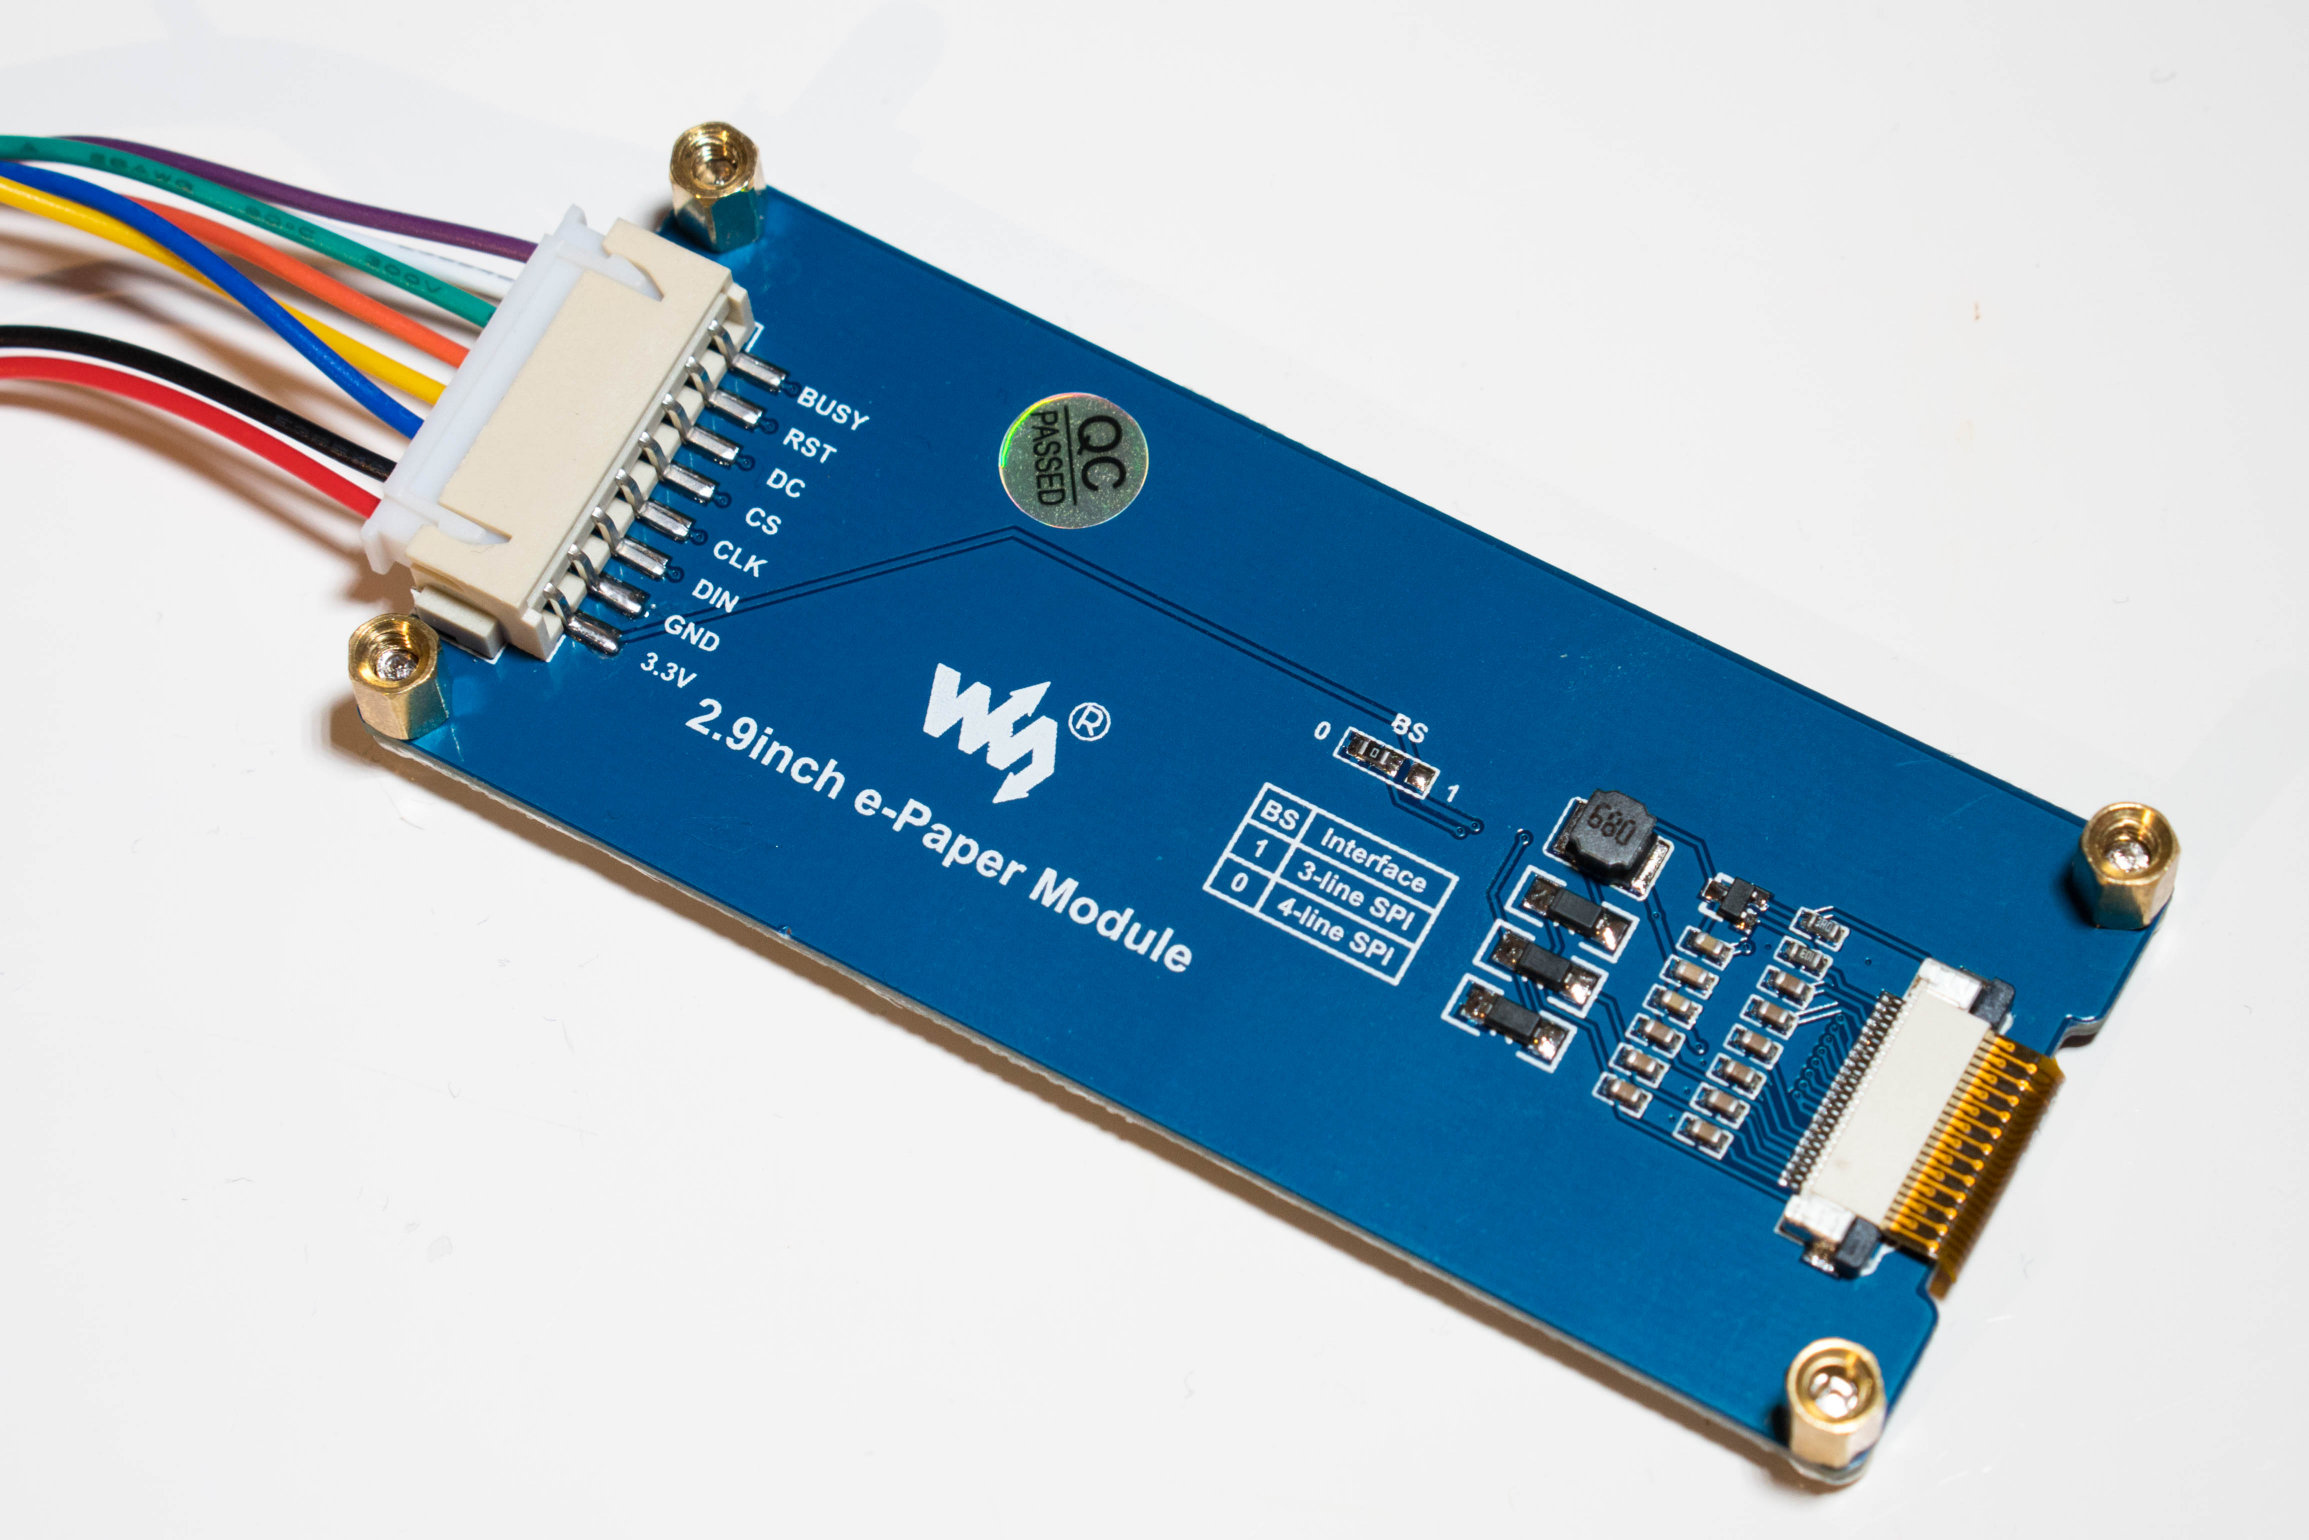 BUSY
RST
DC
CS
CLK
DIN
GND
3.3V
QC
PASSED
®
2.9inch e-Paper Module
BS
0
1
BS Interface
1 3-line SPI
0 4-line SPI
680
300V